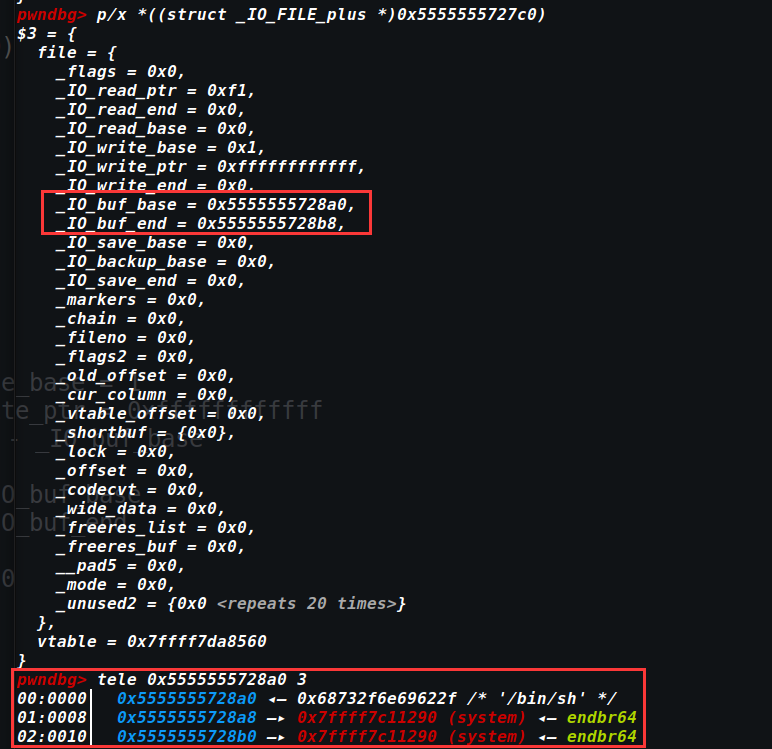 }
pwndbg> p/x *((struct _IO_FILE_plus *)0x5555555727c0)
$3 = {
)
file = {
_flags = 0x0,
_IO_read_ptr = 0xf1,
_IO_read_end = 0x0,
_IO_read_base = 0x0,
_IO_write_base = 0x1,
_IO_write_ptr = 0xffffffffffff,
_IO_write_end = 0x0,
_IO_buf_base = 0x5555555728a0,
_IO_buf_end = 0x5555555728b8,
_IO_save_base = 0x0,
_IO_backup_base = 0x0,
_IO_save_end = 0x0,
_markers = 0x0,
_chain = 0x0,
_fileno = 0x0,
_flags2 = 0x0,
_old_offset = 0x0,
_cur_column = 0x0,
_vtable_offset = 0x0,
_shortbuf = {0x0},
_lock = 0x0,
_offset = 0x0,
_codecvt = 0x0,
_wide_data = 0x0,
_freeres_list = 0x0,
_freeres_buf = 0x0,
__pad5 = 0x0,
_mode = 0x0,
_unused2 = {0x0 <repeats 20 times>}
},
vtable = 0x7ffff7da8560
}
pwndbg> tele 0x5555555728a0 3
00:0000│ 0x5555555728a0 ◂— 0x68732f6e69622f /* '/bin/sh' */
01:0008│ 0x5555555728a8 —▸ 0x7ffff7c11290 (system) ◂— endbr64
02:0010│ 0x5555555728b0 —▸ 0x7ffff7c11290 (system) ◂— endbr64